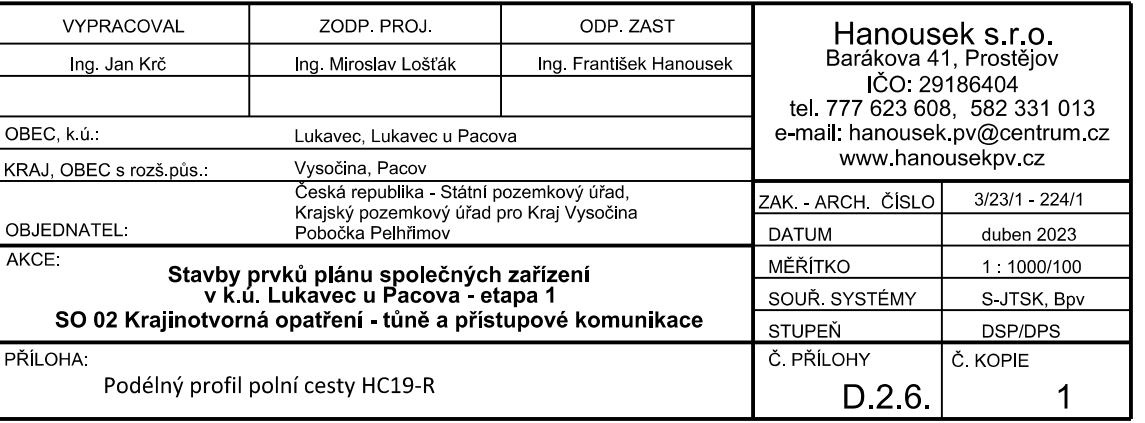 VYPRACOVAL ZODP. PROJ. ODP. ZAST
Ing. Jan Krč Ing. Miroslav Lošťák Ing. František Hanousek
Hanousek s.r.o.
Barákova 41, Prostějov
IČO: 29186404
tel. 777 623 608, 582 331 013
e-mail: hanousek.pv@centrum.cz
www.hanousekpv.cz
OBEC, k.ú.: Lukavec, Lukavec u Pacova
KRAJ, OBEC s rozš.půs.: Vysočina, Pacov
Česká republika - Státní pozemkový úřad,
Krajský pozemkový úřad pro Kraj Vysočina
OBJEDNATEL: Pobočka Pelhřimov
ZAK. - ARCH. ČÍSLO 3/23/1 - 224/1
DATUM duben 2023
MĚŘÍTKO 1 : 1000/100
SOUŘ. SYSTÉMY S-JTSK, Bpv
STUPEŇ DSP/DPS
AKCE:
Stavby prvků plánu společných zařízení
v k.ú. Lukavec u Pacova - etapa 1
SO 02 Krajinotvorná opatření - tůně a přístupové komunikace
PŘÍLOHA:
Podélný profil polní cesty HC19-R
Č. PŘÍLOHY Č. KOPIE
D.2.6. 1